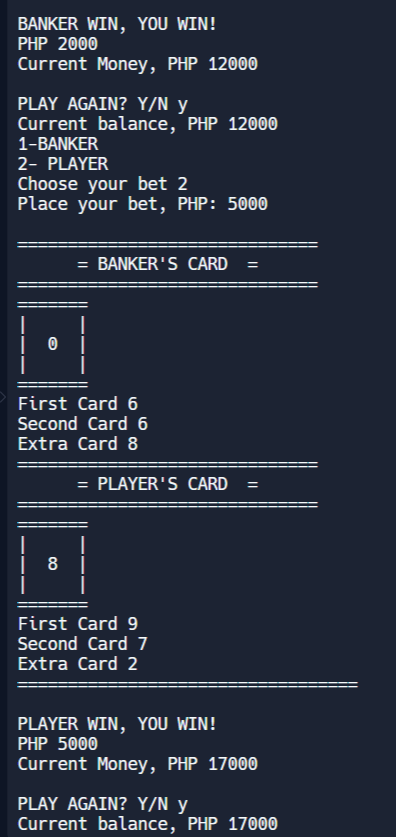 BANKER WIN, YOU WIN!
PHP 2000
Current Money, PHP 12000

PLAY AGAIN? Y/N y
Current balance, PHP 12000
1-BANKER
2- PLAYER
Choose your bet 2
Place your bet, PHP: 5000

==============================
      = BANKER'S CARD  =
==============================
=======
|     |
|  0  |
|     |
=======
First Card 6
Second Card 6
Extra Card 8
==============================
      = PLAYER'S CARD  =
==============================
=======
|     |
|  8  |
|     |
=======
First Card 9
Second Card 7
Extra Card 2
==================================

PLAYER WIN, YOU WIN!
PHP 5000
Current Money, PHP 17000

PLAY AGAIN? Y/N y
Current balance, PHP 17000